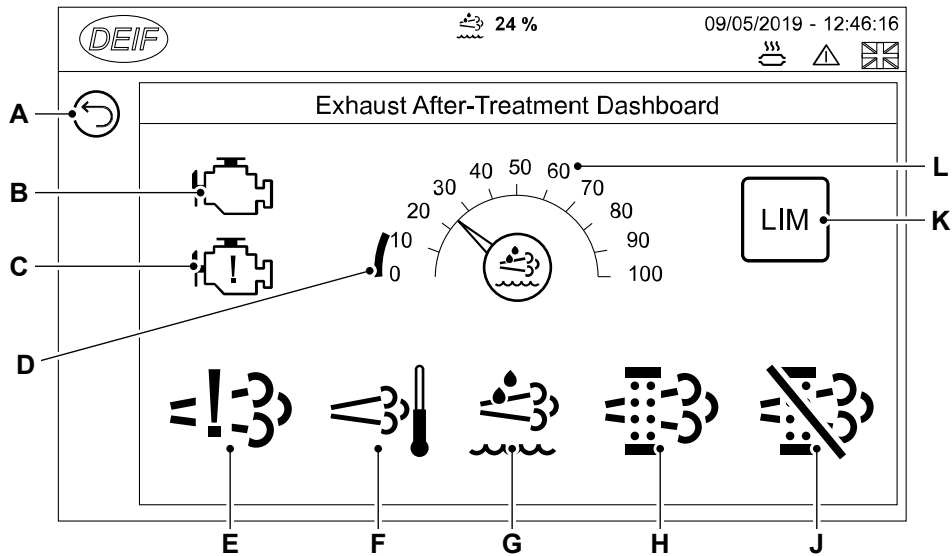 DEIF 24 % 09/05/2019 - 12:46:16
A Exhaust After-Treatment Dashboard
B 0 10 20 30 40 50 60 70 80 90 100 L
LIM K
C !
D
!
E F G H J